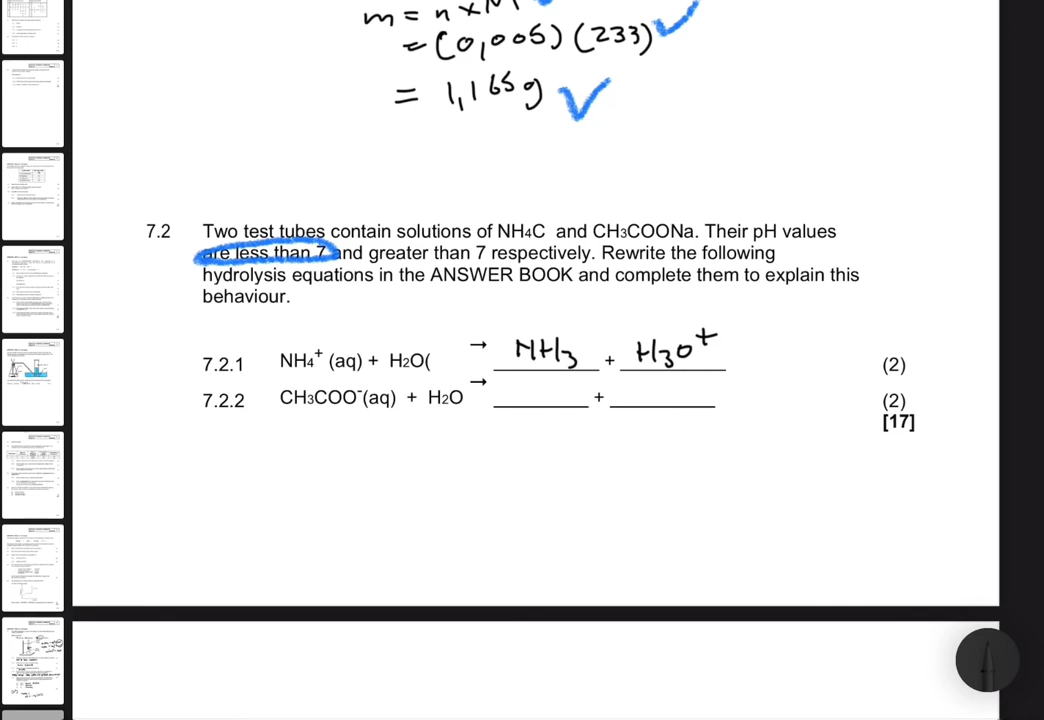 m = n × M
= (0,005) (233)
= 1,165g
7.2 Two test tubes contain solutions of NH4C and CH3COONa. Their pH values
are less than 7 and greater than 7 respectively. Rewrite the following
hydrolysis equations in the ANSWER BOOK and complete them to explain this
behaviour.
7.2.1 NH4⁺ (aq) + H2O( → NH3 + H3O+ (2)
7.2.2 CH3COO⁻(aq) + H2O → ________ + ________ (2)
[17]